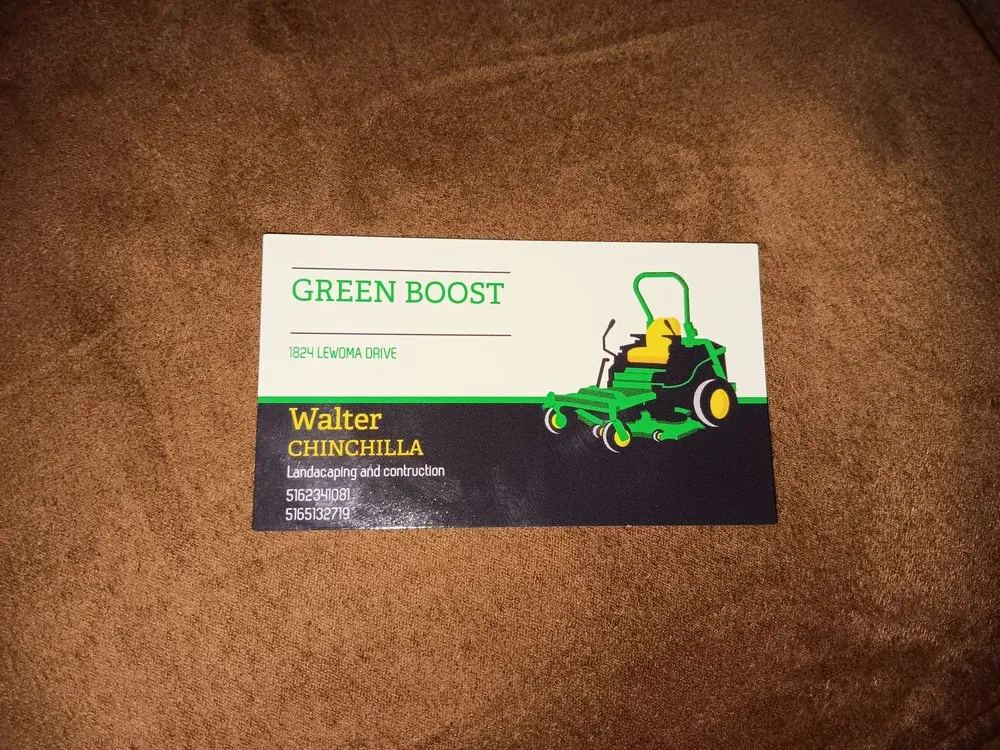 GREEN BOOST
1824 LEWOMA DRIVE
Walter
CHINCHILLA
Landacaping and contruction
5162341081
5165132719